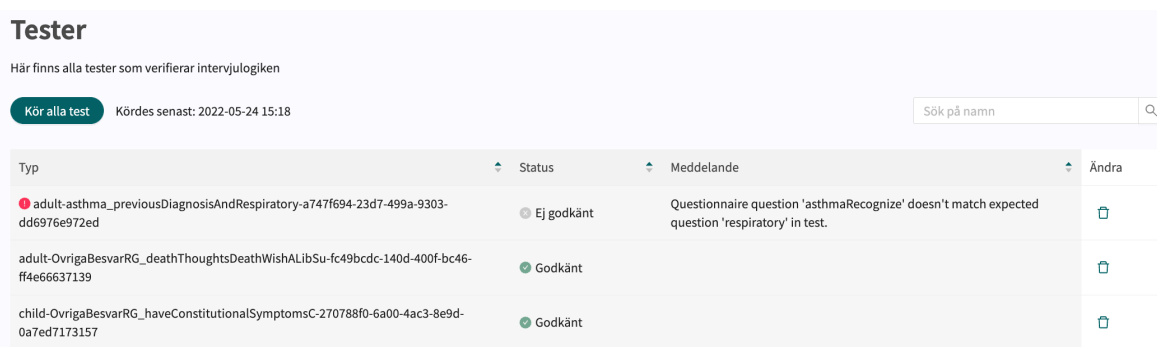 Tester
Här finns alla tester som verifierar intervjulogiken
Kör alla test Kördes senast: 2022-05-24 15:18 Sök på namn
Typ Status Meddelande Ändra
adult-asthma_previousDiagnosisAndRespiratory-a747f694-23d7-499a-9303-
dd6976e972ed
Ej godkänt
Questionnaire question 'asthmaRecognize' doesn't match expected
question 'respiratory' in test.
adult-OvrigaBesvarRG_deathThoughtsDeathWishALibSu-fc49bcdc-140d-400f-bc46-
ff4e66637139
Godkänt
child-OvrigaBesvarRG_haveConstitutionalSymptomsC-270788f0-6a00-4ac3-8e9d-
0a7ed7173157
Godkänt